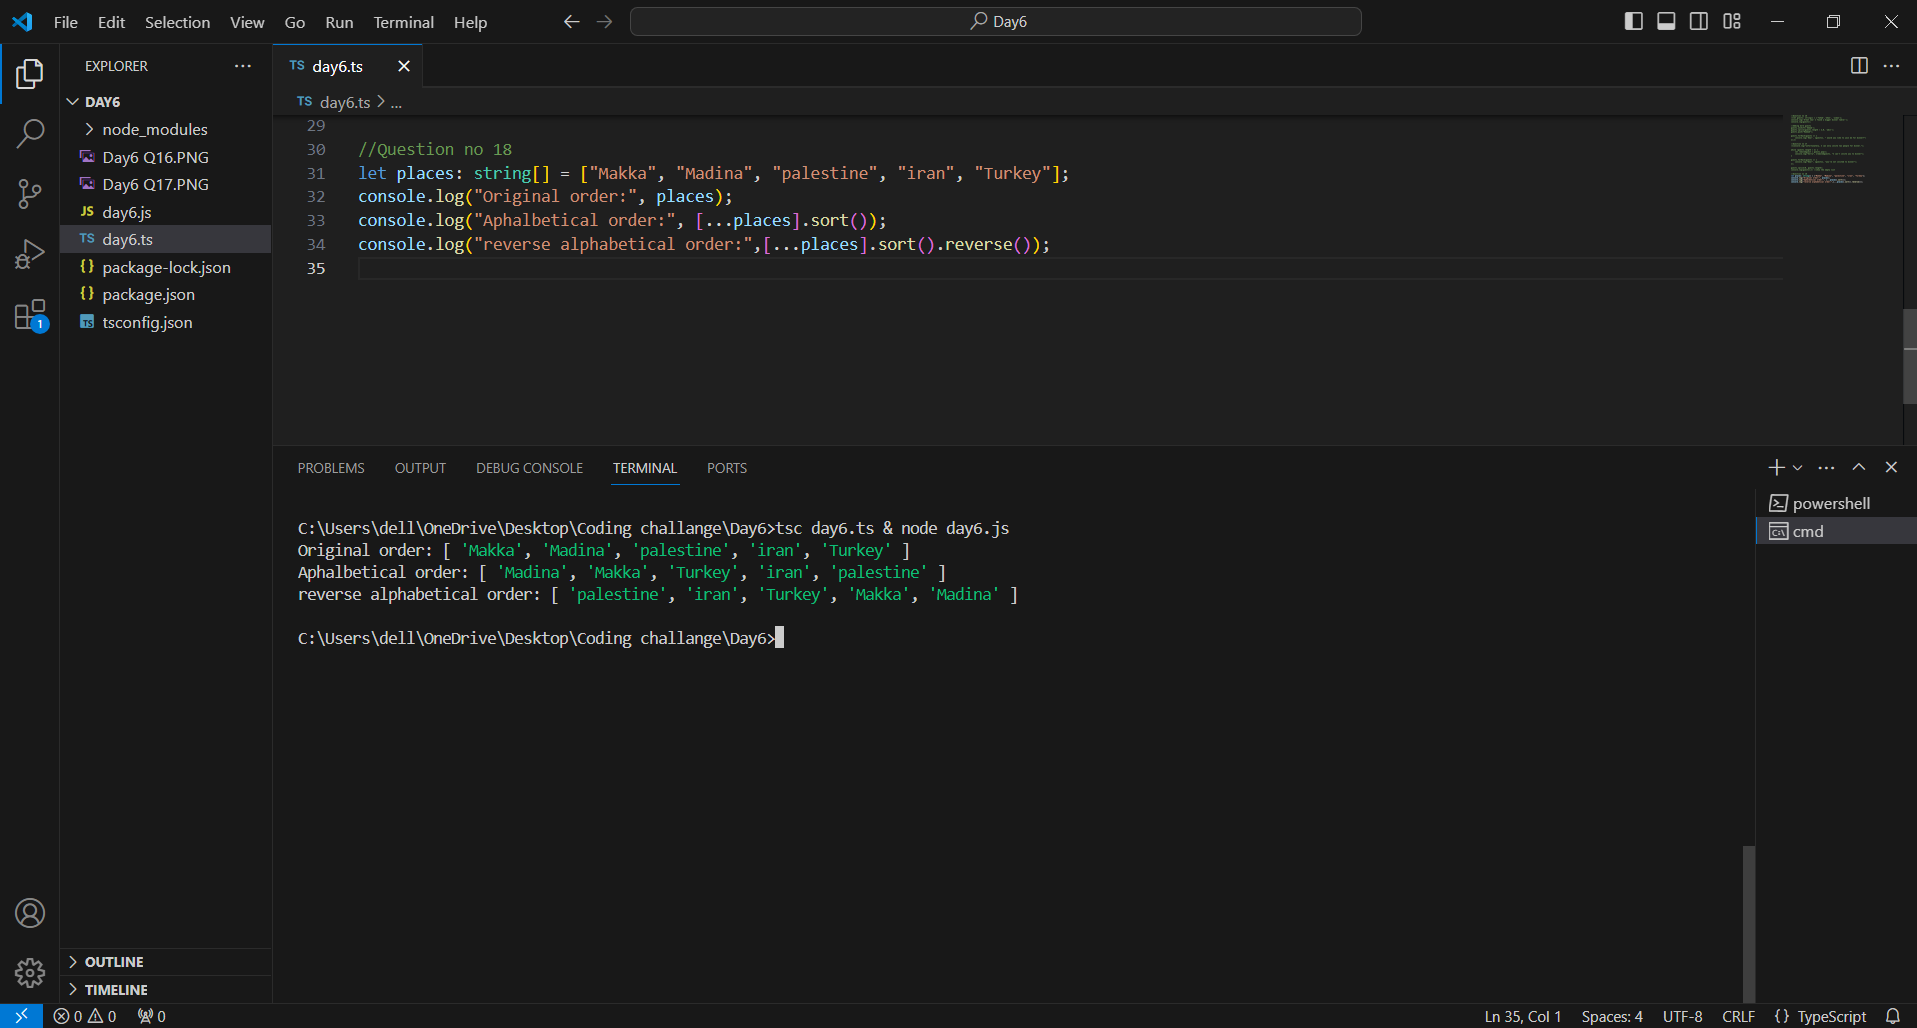 File Edit Selection View Go Run Terminal Help
Day6
EXPLORER
DAY6
node_modules
Day6 Q16.PNG
Day6 Q17.PNG
JS day6.js
TS day6.ts
{} package-lock.json
{} package.json
TS tsconfig.json
OUTLINE
TIMELINE
1
TS day6.ts
TS day6.ts > ...
29
30 //Question no 18
31 let places: string[] = ["Makka", "Madina", "palestine", "iran", "Turkey"];
32 console.log("Original order:", places);
33 console.log("Aphalbetical order:", [...places].sort());
34 console.log("reverse alphabetical order:",[...places].sort().reverse());
35
PROBLEMS OUTPUT DEBUG CONSOLE TERMINAL PORTS
C:\Users\dell\OneDrive\Desktop\Coding challange\Day6>tsc day6.ts & node day6.js
Original order: [ 'Makka', 'Madina', 'palestine', 'iran', 'Turkey' ]
Aphalbetical order: [ 'Madina', 'Makka', 'Turkey', 'iran', 'palestine' ]
reverse alphabetical order: [ 'palestine', 'iran', 'Turkey', 'Makka', 'Madina' ]
C:\Users\dell\OneDrive\Desktop\Coding challange\Day6>
powershell
cmd
0 0 0
Ln 35, Col 1 Spaces: 4 UTF-8 CRLF {} TypeScript